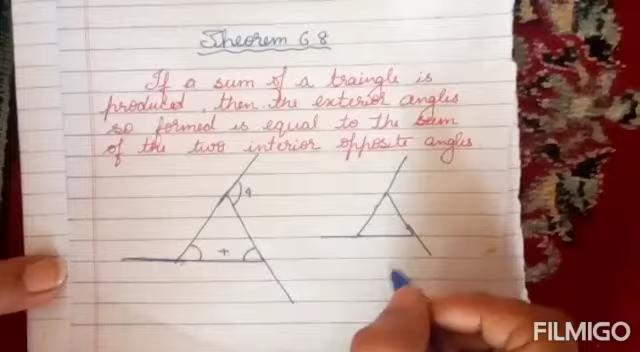 Theorem 6.8
If a sum of a traingle is
produced, then the exterior angles
so formed is equal to the sum
of the two interior opposite angles.
+
FILMIGO